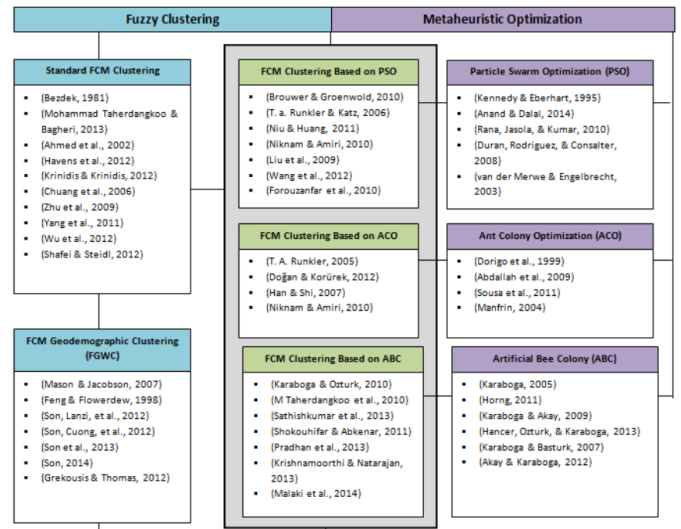 Fuzzy Clustering
Metaheuristic Optimization
Standard FCM Clustering
(Bezdek, 1981)
(Mohammad Taherdangkoo &
Bagheri, 2013)
(Ahmed et al., 2002)
(Havens et al., 2012)
(Krinidis & Krinidis, 2012)
(Chuang et al., 2006)
(Zhu et al., 2009)
(Yang et al., 2011)
(Wu et al., 2012)
(Shafei & Steidl, 2012)
FCM Geodemographic Clustering
(FGWC)
(Mason & Jacobson, 2007)
(Feng & Flowerdew, 1998)
(Son, Lanzi, et al., 2012)
(Son, Cuong, et al., 2012)
(Son et al., 2013)
(Son, 2014)
(Grekousis & Thomas, 2012)
FCM Clustering Based on PSO
(Brouwer & Groenwold, 2010)
(T. a. Runkler & Katz, 2006)
(Niu & Huang, 2011)
(Niknam & Amiri, 2010)
(Liu et al., 2009)
(Wang et al., 2012)
(Forouzanfar et al., 2010)
FCM Clustering Based on ACO
(T. A. Runkler, 2005)
(Doğan & Korürek, 2012)
(Han & Shi, 2007)
(Niknam & Amiri, 2010)
FCM Clustering Based on ABC
(Karaboga & Ozturk, 2010)
(M Taherdangkoo et al., 2010)
(Sathishkumar et al., 2013)
(Shokouhifar & Abkenar, 2011)
(Pradhan et al., 2013)
(Krishnamoorthi & Natarajan,
2013)
(Malaki et al., 2014)
Particle Swarm Optimization (PSO)
(Kennedy & Eberhart, 1995)
(Anand & Dalal, 2014)
(Rana, Jasola, & Kumar, 2010)
(Duran, Rodriguez, & Consalter,
2008)
(van der Merwe & Engelbrecht,
2003)
Ant Colony Optimization (ACO)
(Dorigo et al., 1999)
(Abdallah et al., 2009)
(Sousa et al., 2011)
(Manfrin, 2004)
Artificial Bee Colony (ABC)
(Karaboga, 2005)
(Horng, 2011)
(Karaboga & Akay, 2009)
(Hancer, Ozturk, & Karaboga, 2013)
(Karaboga & Basturk, 2007)
(Akay & Karaboga, 2012)